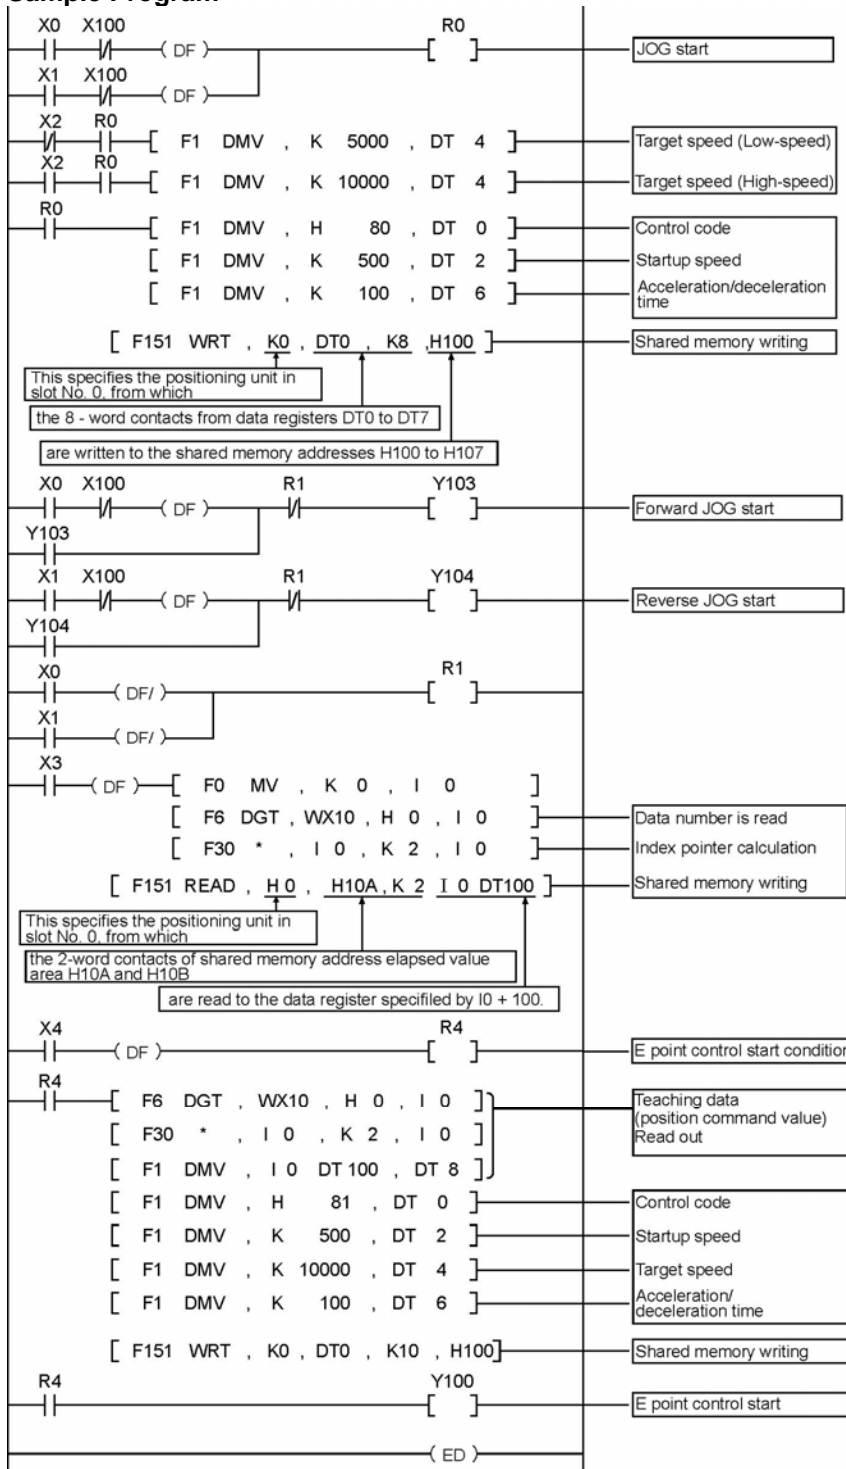 Sample Program
X0 X100 R0
( DF ) [ ] JOG start
X1 X100
( DF )
X2 R0
[ F1 DMV , K 5000 , DT 4 ] Target speed (Low-speed)
X2 R0
[ F1 DMV , K 10000 , DT 4 ] Target speed (High-speed)
R0
[ F1 DMV , H 80 , DT 0 ] Control code
[ F1 DMV , K 500 , DT 2 ] Startup speed
[ F1 DMV , K 100 , DT 6 ] Acceleration/deceleration
time
[ F151 WRT , K0 , DT0 , K8 ,H100 ] Shared memory writing
This specifies the positioning unit in
slot No. 0, from which
the 8 - word contacts from data registers DT0 to DT7
are written to the shared memory addresses H100 to H107
X0 X100 R1 Y103
( DF ) [ ] Forward JOG start
Y103
X1 X100 R1 Y104
( DF ) [ ] Reverse JOG start
Y104
X0 R1
( DF/ ) [ ]
X1
( DF/ )
X3
( DF ) [ F0 MV , K 0 , I 0 ]
[ F6 DGT , WX10 , H 0 , I 0 ] Data number is read
[ F30 * , I 0 , K 2 , I 0 ] Index pointer calculation
[ F151 READ , H 0 , H10A , K 2 I 0 DT100 ] Shared memory writing
This specifies the positioning unit in
slot No. 0, from which
the 2-word contacts of shared memory address elapsed value
area H10A and H10B
are read to the data register specifiled by I0 + 100.
X4 R4
( DF ) [ ] E point control start condition
R4
[ F6 DGT , WX10 , H 0 , I 0 ] Teaching data
(position command value)
[ F30 * , I 0 , K 2 , I 0 ] Read out
[ F1 DMV , I 0 DT 100 , DT 8 ]
[ F1 DMV , H 81 , DT 0 ] Control code
[ F1 DMV , K 500 , DT 2 ] Startup speed
[ F1 DMV , K 10000 , DT 4 ] Target speed
[ F1 DMV , K 100 , DT 6 ] Acceleration/
deceleration time
[ F151 WRT , K0 , DT0 , K10 , H100] Shared memory writing
R4 Y100
[ ] E point control start
( ED )